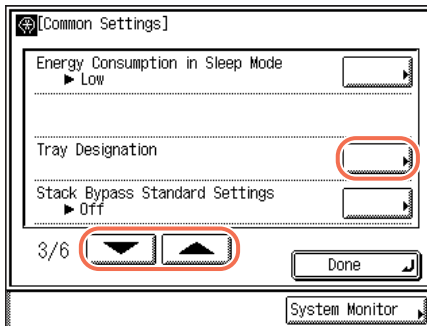 [Common Settings]
Energy Consumption in Sleep Mode
► Low
Tray Designation
Stack Bypass Standard Settings
► Off
3/6
Done
System Monitor